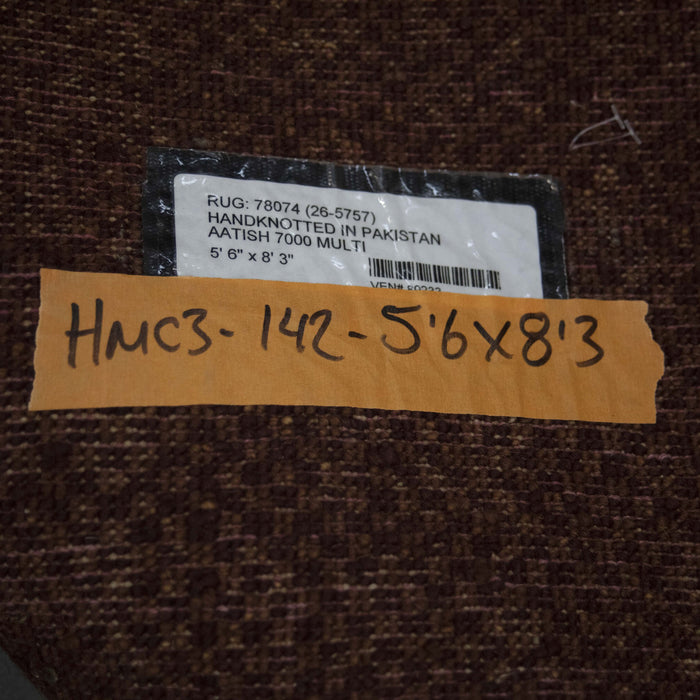 RUG: 78074 (26-5757)
HANDKNOTTED IN PAKISTAN
AATISH 7000 MULTI
5' 6" x 8' 3"
VEN#
HMC3-142-5'6X8'3